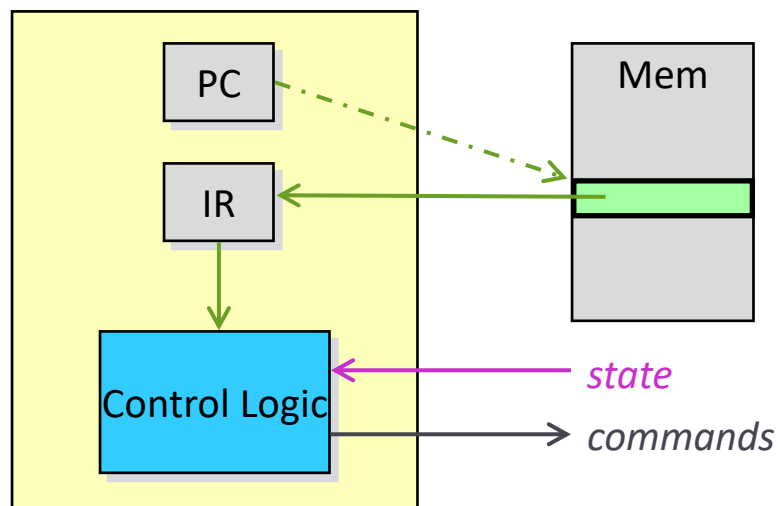 PC
Mem
IR
Control Logic
state
commands